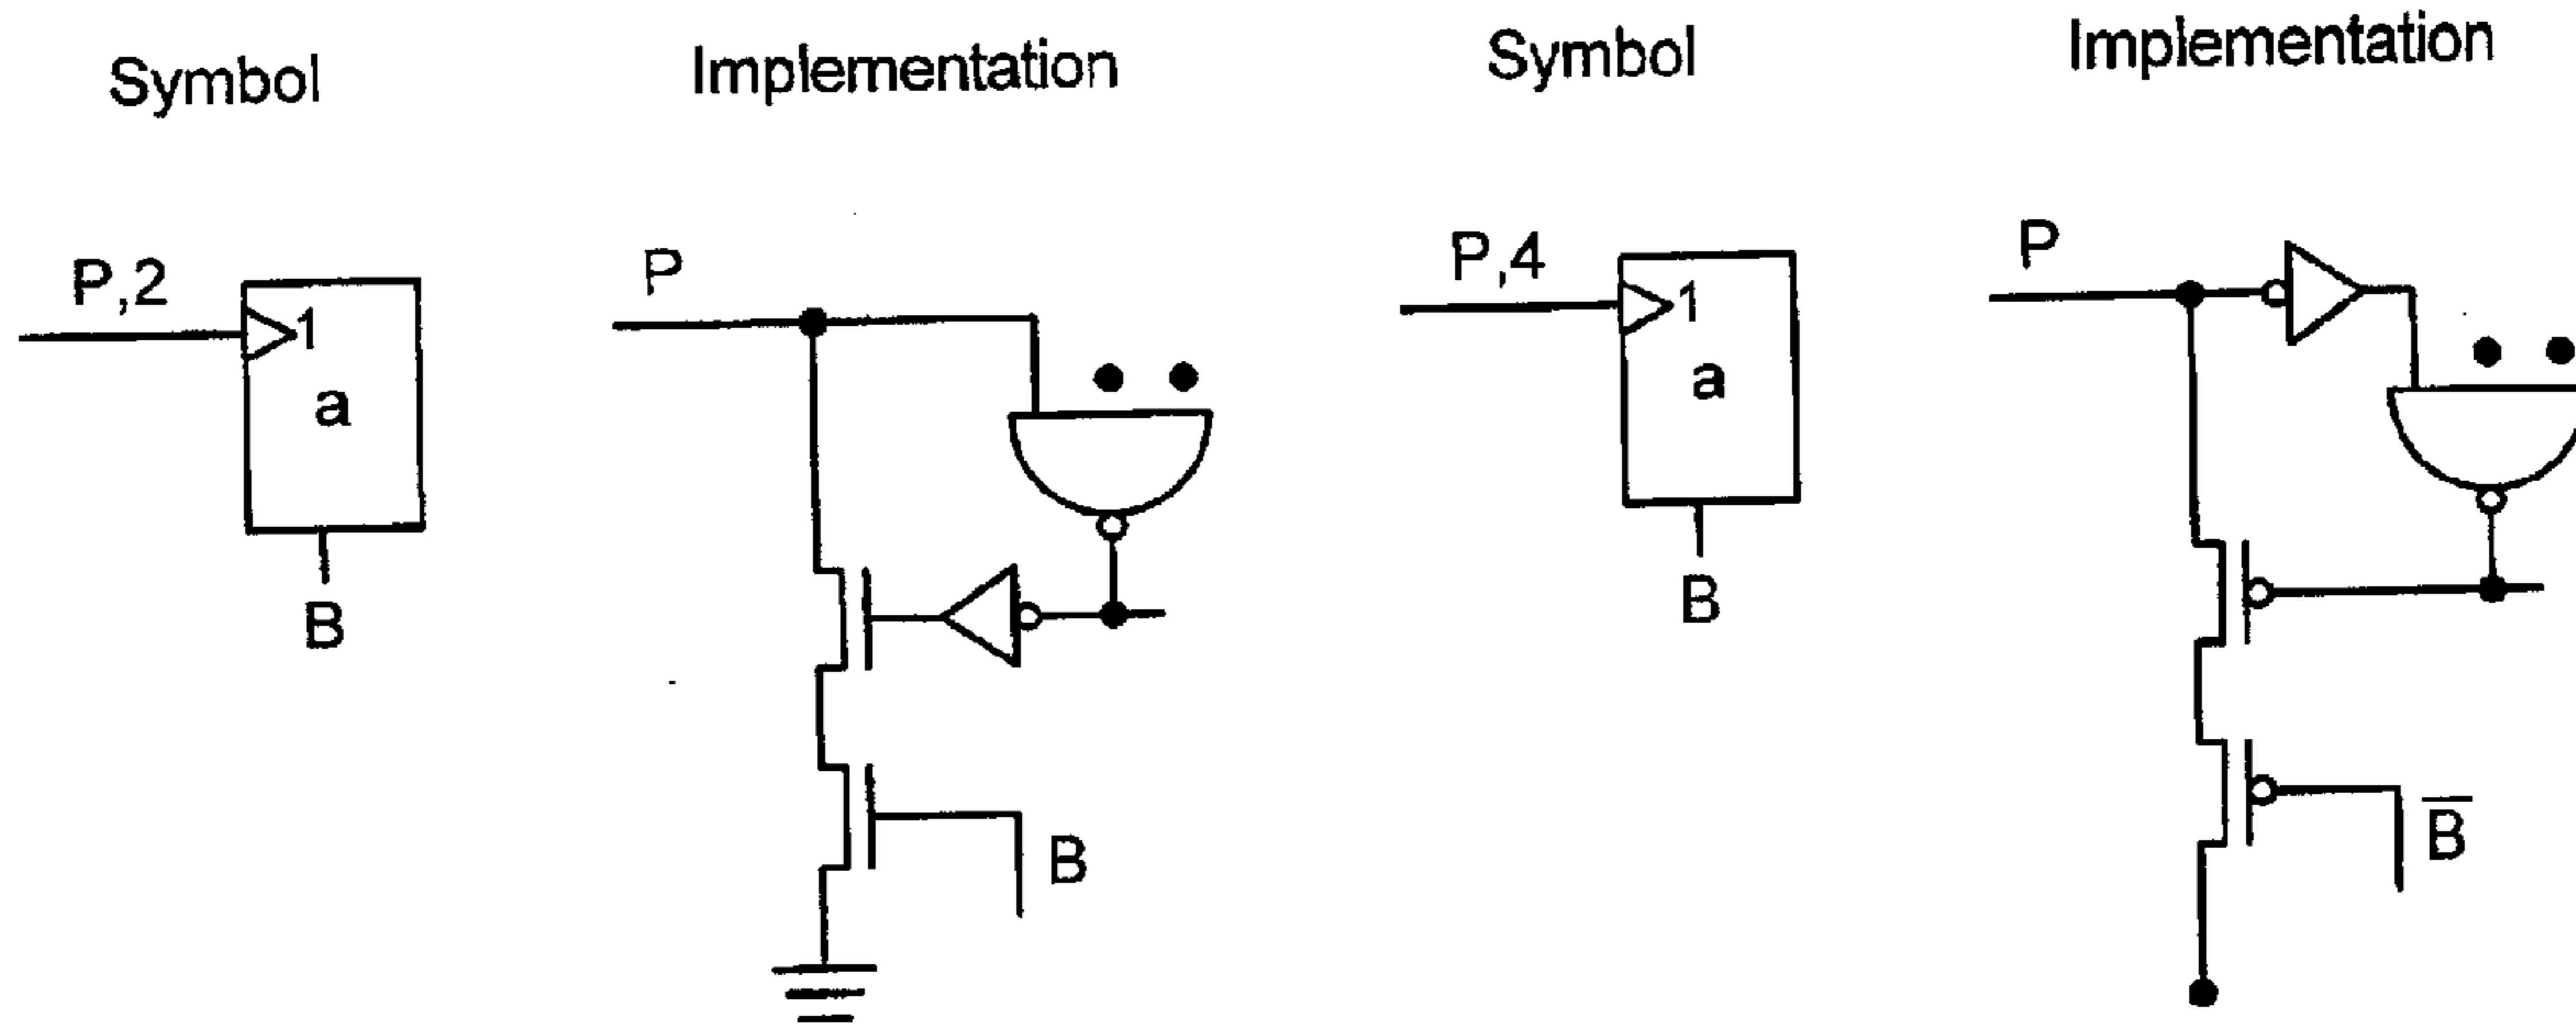 Symbol
Implementation
Symbol
Implementation
P,2
1
a
B
P
B
P,4
1
a
B
P
B̅